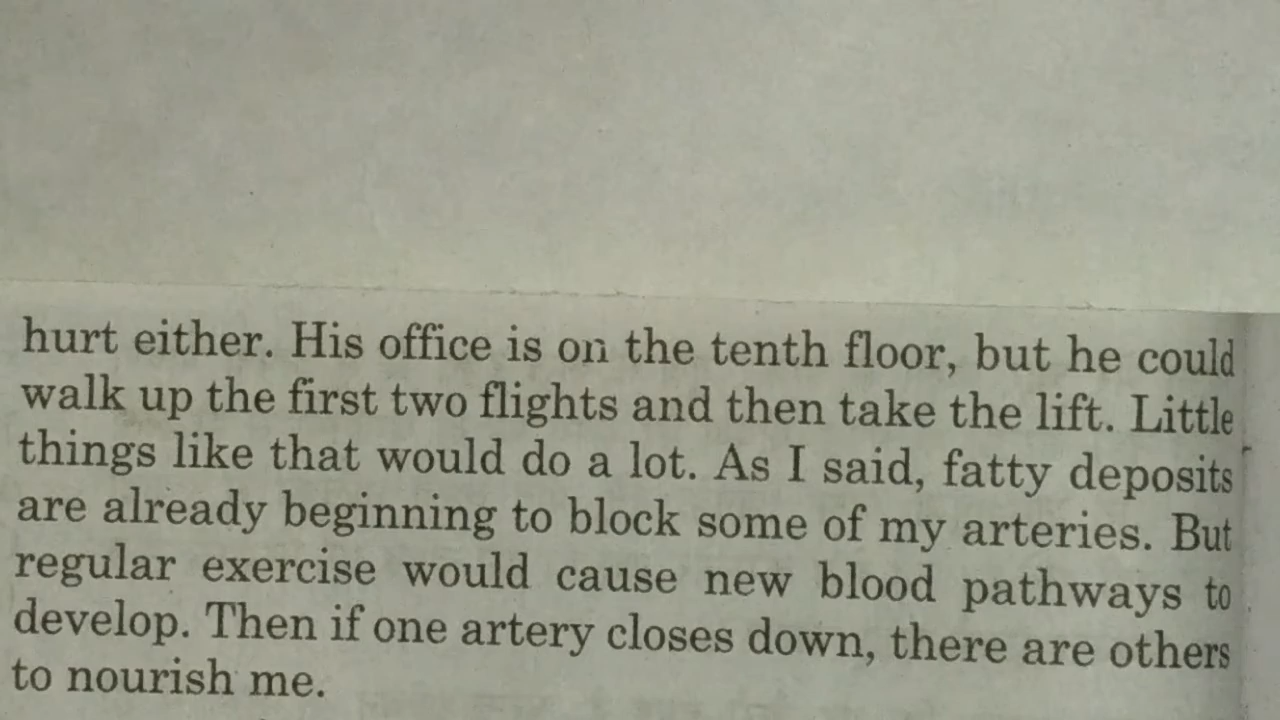 hurt either. His office is on the tenth floor, but he could
walk up the first two flights and then take the lift. Little
things like that would do a lot. As I said, fatty deposits
are already beginning to block some of my arteries. But
regular exercise would cause new blood pathways to
develop. Then if one artery closes down, there are others
to nourish me.